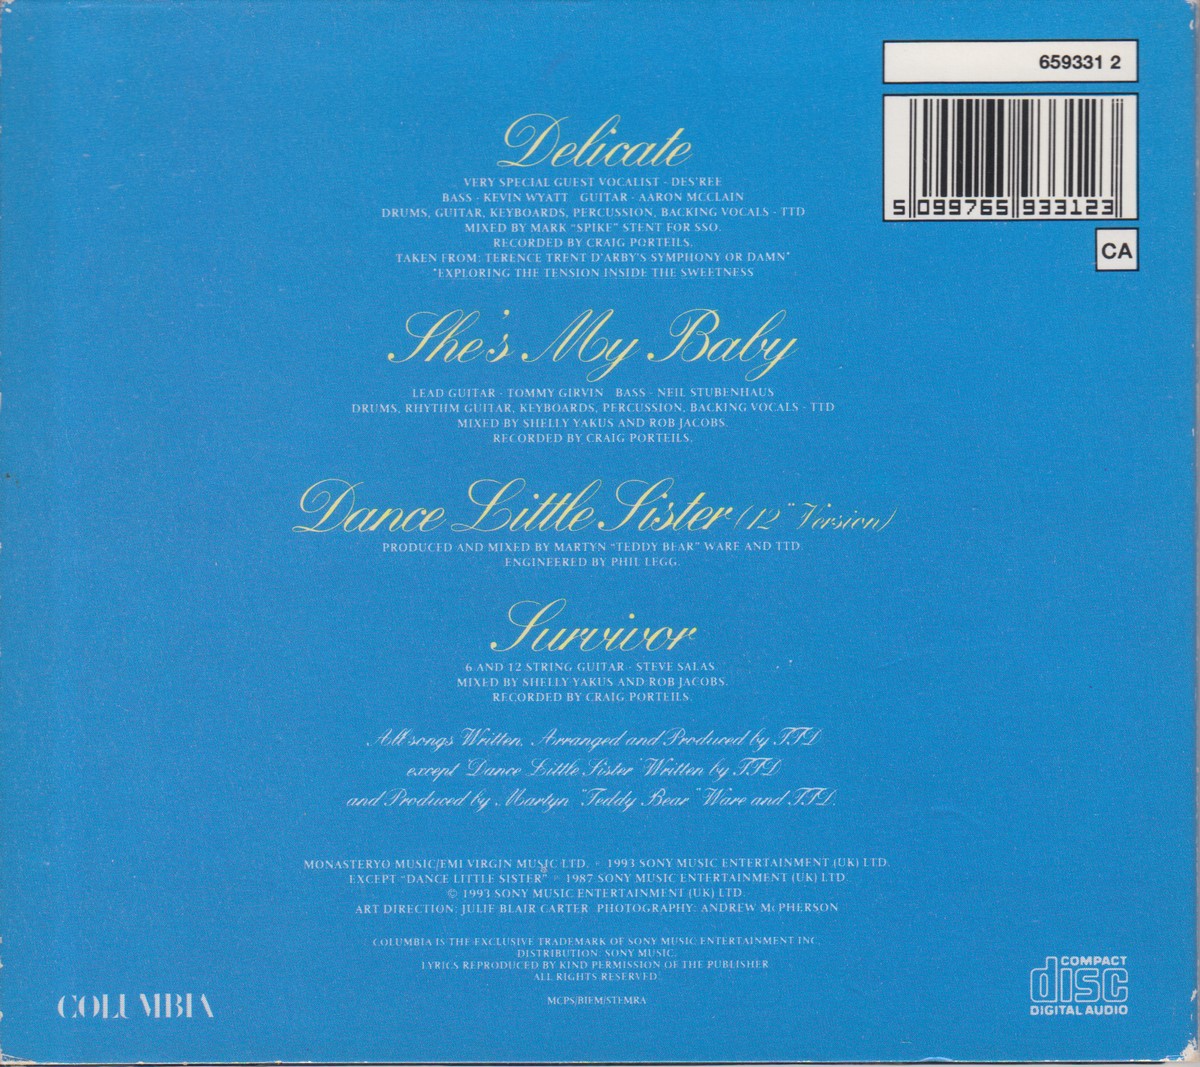 659331 2
5 099765 933123
CA
Delicate
VERY SPECIAL GUEST VOCALIST - DES'REE
BASS - KEVIN WYATT GUITAR - AARON MCCLAIN
DRUMS, GUITAR, KEYBOARDS, PERCUSSION, BACKING VOCALS - TTD
MIXED BY MARK "SPIKE" STENT FOR SSO.
RECORDED BY CRAIG PORTEILS.
TAKEN FROM: TERENCE TRENT D'ARBY'S SYMPHONY OR DAMN*
*EXPLORING THE TENSION INSIDE THE SWEETNESS
She's My Baby
LEAD GUITAR - TOMMY GIRVIN BASS - NEIL STUBENHAUS
DRUMS, RHYTHM GUITAR, KEYBOARDS, PERCUSSION, BACKING VOCALS - TTD
MIXED BY SHELLY YAKUS AND ROB JACOBS.
RECORDED BY CRAIG PORTEILS.
Dance Little Sister (12" Version)
PRODUCED AND MIXED BY MARTYN "TEDDY BEAR" WARE AND TTD.
ENGINEERED BY PHIL LEGG.
Survivor
6 AND 12 STRING GUITAR - STEVE SALAS.
MIXED BY SHELLY YAKUS AND ROB JACOBS.
RECORDED BY CRAIG PORTEILS.
All songs Written, Arranged and Produced by TTD
except 'Dance Little Sister' Written by TTD
and Produced by Martyn "Teddy Bear" Ware and TTD.
MONASTERYO MUSIC/EMI VIRGIN MUSIC LTD. ℗ 1993 SONY MUSIC ENTERTAINMENT (UK) LTD.
EXCEPT "DANCE LITTLE SISTER" ℗ 1987 SONY MUSIC ENTERTAINMENT (UK) LTD.
© 1993 SONY MUSIC ENTERTAINMENT (UK) LTD.
ART DIRECTION: JULIE BLAIR CARTER PHOTOGRAPHY: ANDREW McPHERSON
COLUMBIA IS THE EXCLUSIVE TRADEMARK OF SONY MUSIC ENTERTAINMENT INC.
DISTRIBUTION: SONY MUSIC.
LYRICS REPRODUCED BY KIND PERMISSION OF THE PUBLISHER
ALL RIGHTS RESERVED.
MCPS/BIEM/STEMRA
COLUMBIA
COMPACT
disc
DIGITAL AUDIO